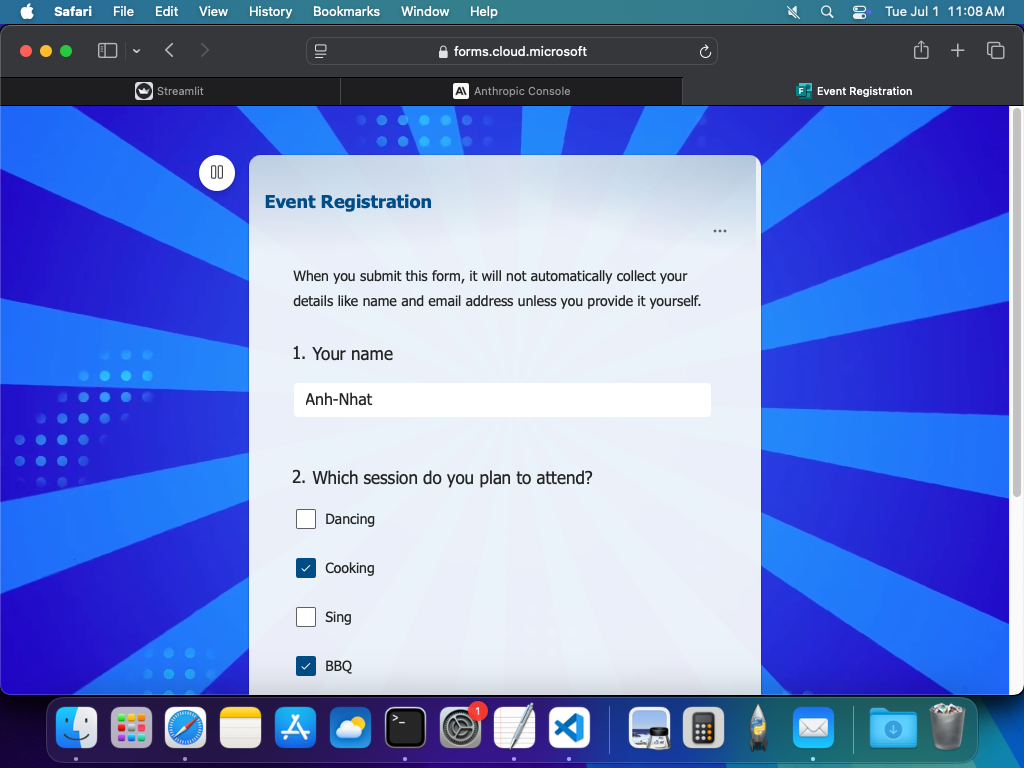 Safari File Edit View History Bookmarks Window Help Tue Jul 1 11:08 AM
forms.cloud.microsoft
Streamlit Anthropic Console Event Registration
Event Registration
When you submit this form, it will not automatically collect your
details like name and email address unless you provide it yourself.
1. Your name
Anh-Nhat
2. Which session do you plan to attend?
Dancing
Cooking
Sing
BBQ
1